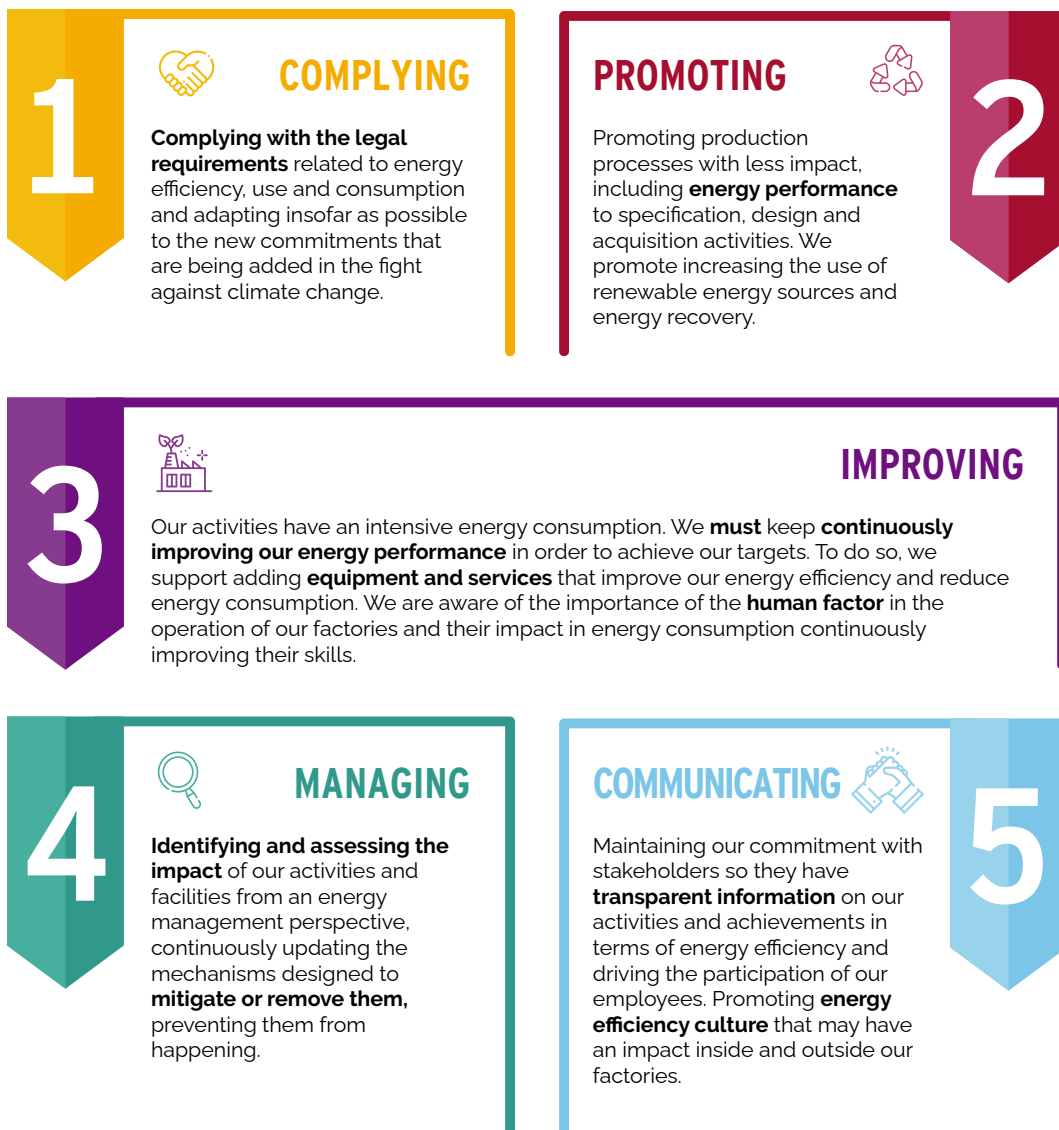 1
COMPLYING
Complying with the legal
requirements related to energy
efficiency, use and consumption
and adapting insofar as possible
to the new commitments that
are being added in the fight
against climate change.
PROMOTING
2
Promoting production
processes with less impact,
including energy performance
to specification, design and
acquisition activities. We
promote increasing the use of
renewable energy sources and
energy recovery.
3
IMPROVING
Our activities have an intensive energy consumption. We must keep continuously
improving our energy performance in order to achieve our targets. To do so, we
support adding equipment and services that improve our energy efficiency and reduce
energy consumption. We are aware of the importance of the human factor in the
operation of our factories and their impact in energy consumption continuously
improving their skills.
4
MANAGING
Identifying and assessing the
impact of our activities and
facilities from an energy
management perspective,
continuously updating the
mechanisms designed to
mitigate or remove them,
preventing them from
happening.
COMMUNICATING
5
Maintaining our commitment with
stakeholders so they have
transparent information on our
activities and achievements in
terms of energy efficiency and
driving the participation of our
employees. Promoting energy
efficiency culture that may have
an impact inside and outside our
factories.